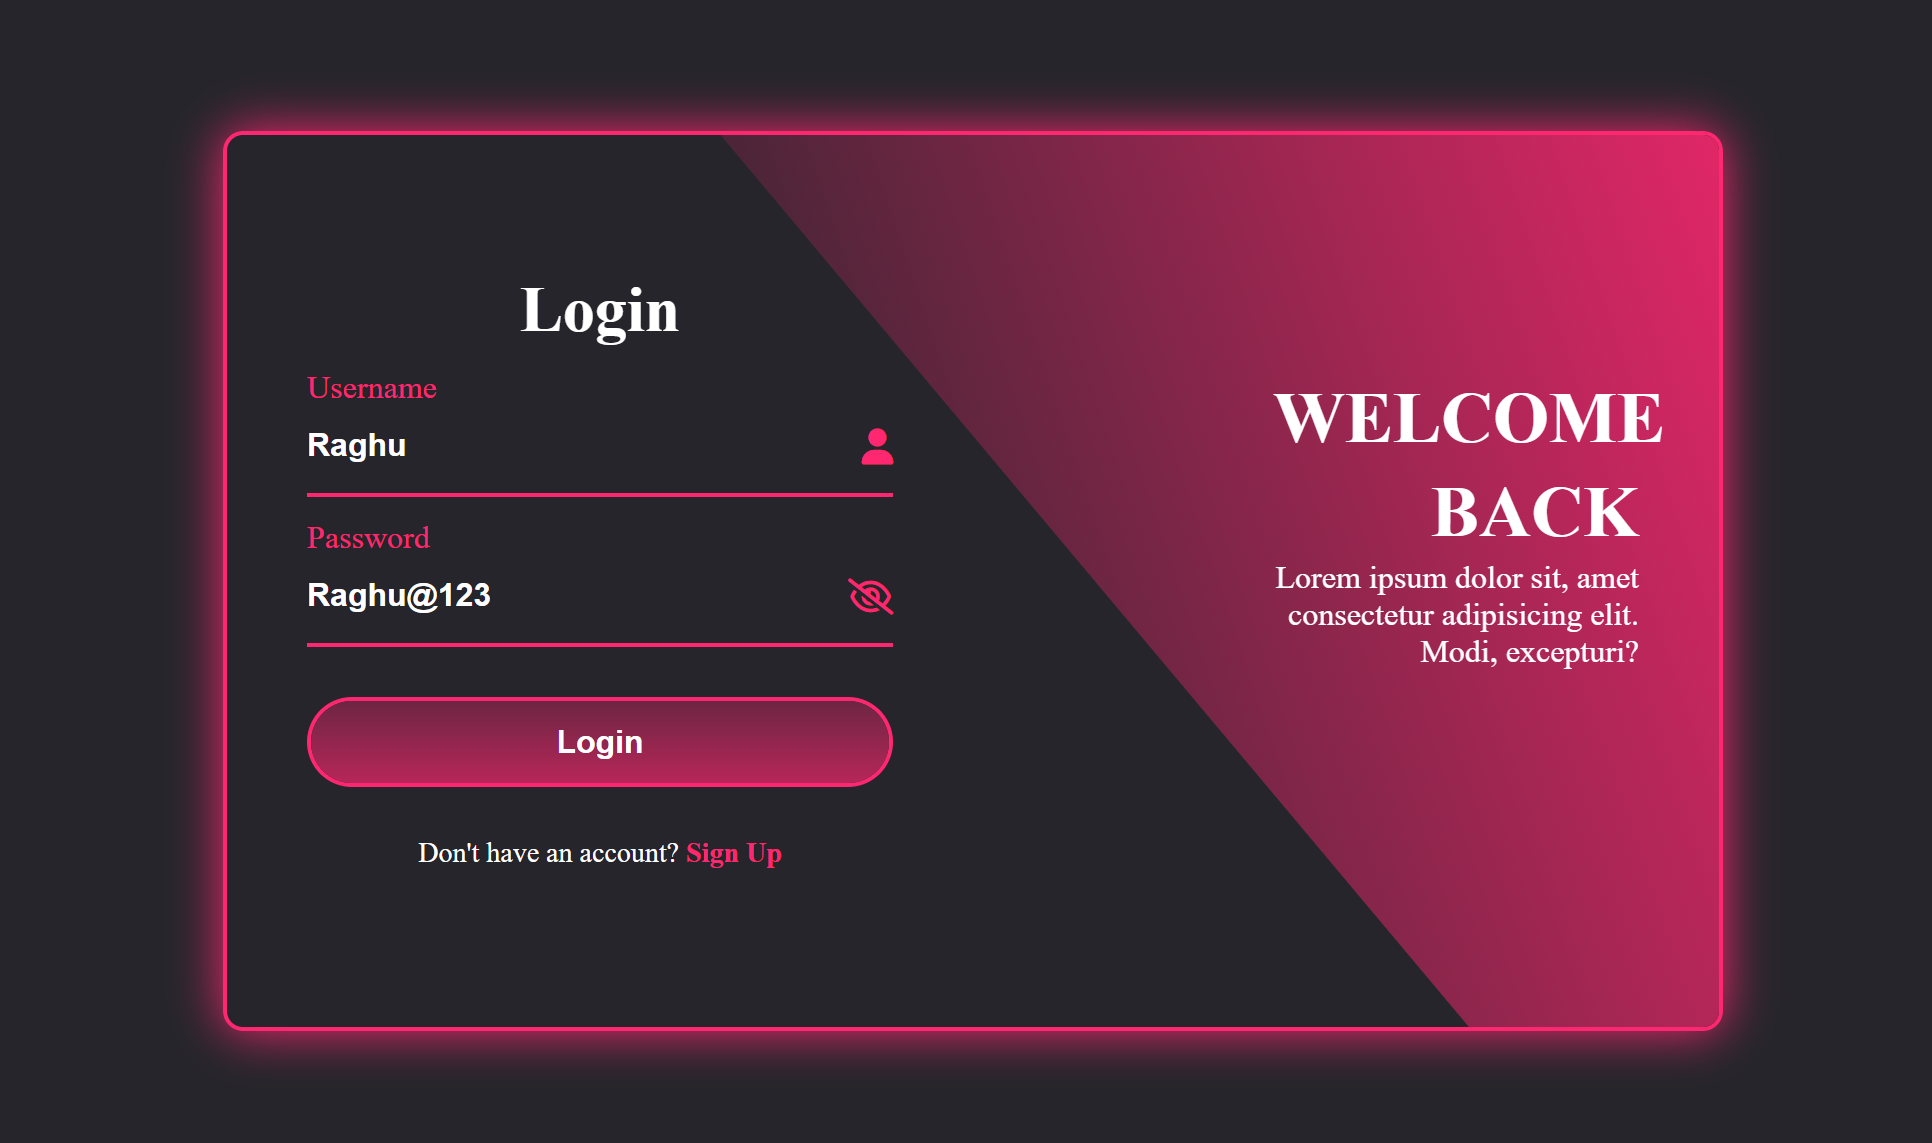 Login
Username
Raghu
Password
Raghu@123
Login
Don't have an account? Sign Up
WELCOME
BACK
Lorem ipsum dolor sit, amet
consectetur adipisicing elit.
Modi, excepturi?